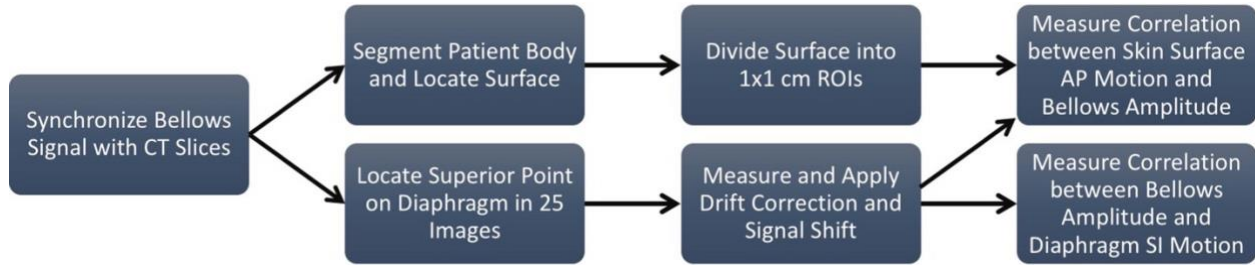 Synchronize Bellows
Signal with CT Slices
Segment Patient Body
and Locate Surface
Divide Surface into
1x1 cm ROIs
Measure Correlation
between Skin Surface
AP Motion and
Bellows Amplitude
Locate Superior Point
on Diaphragm in 25
Images
Measure and Apply
Drift Correction and
Signal Shift
Measure Correlation
between Bellows
Amplitude and
Diaphragm SI Motion